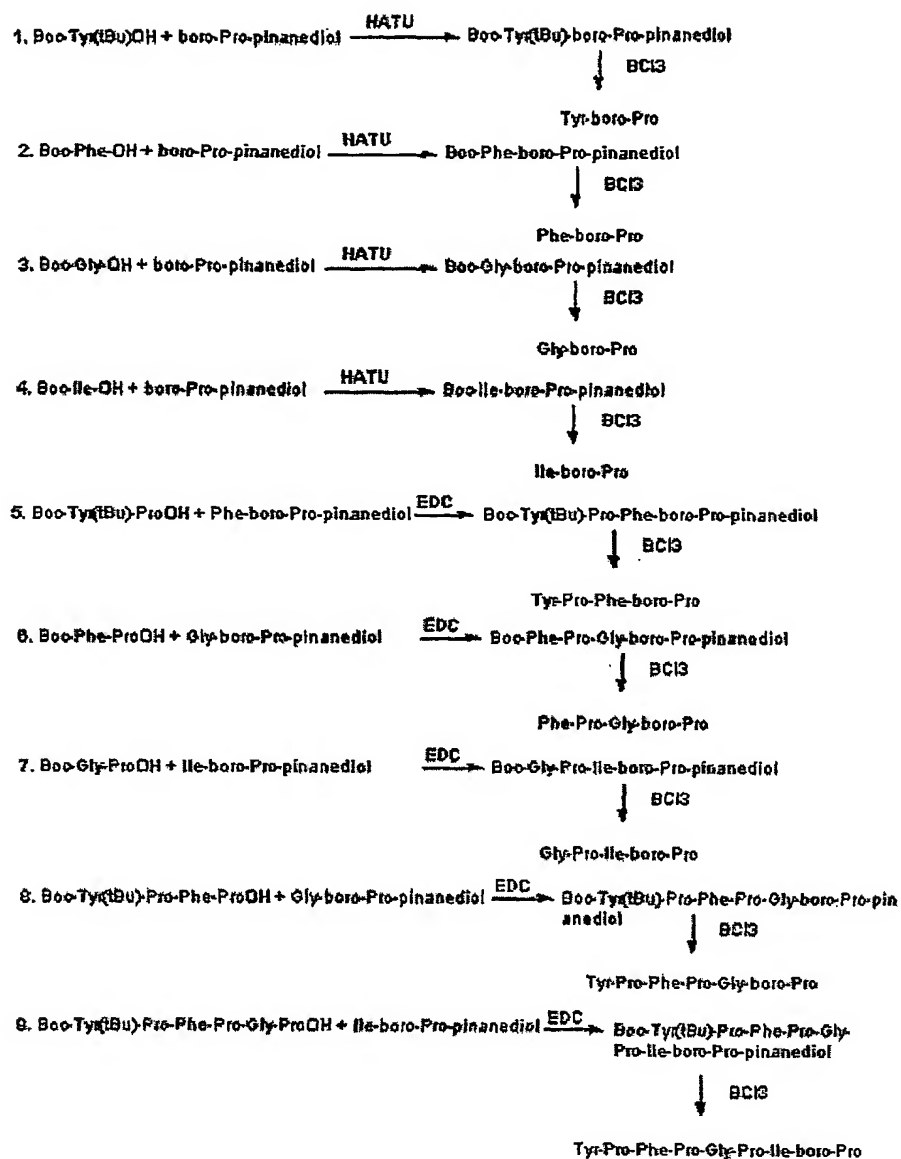 1. Boc-Tyr(tBu)OH + boro-Pro-pinanediol HATU Boc-Tyr(tBu)-boro-Pro-pinanediol
BCl3
Tyr-boro-Pro
2. Boc-Phe-OH + boro-Pro-pinanediol HATU Boc-Phe-boro-Pro-pinanediol
BCl3
Phe-boro-Pro
3. Boc-Gly-OH + boro-Pro-pinanediol HATU Boc-Gly-boro-Pro-pinanediol
BCl3
Gly-boro-Pro
4. Boc-Ile-OH + boro-Pro-pinanediol HATU Boc-Ile-boro-Pro-pinanediol
BCl3
Ile-boro-Pro
5. Boc-Tyr(tBu)-ProOH + Phe-boro-Pro-pinanediol EDC Boc-Tyr(tBu)-Pro-Phe-boro-Pro-pinanediol
BCl3
Tyr-Pro-Phe-boro-Pro
6. Boc-Phe-ProOH + Gly-boro-Pro-pinanediol EDC Boc-Phe-Pro-Gly-boro-Pro-pinanediol
BCl3
Phe-Pro-Gly-boro-Pro
7. Boc-Gly-ProOH + Ile-boro-Pro-pinanediol EDC Boc-Gly-Pro-Ile-boro-Pro-pinanediol
BCl3
Gly-Pro-Ile-boro-Pro
8. Boc-Tyr(tBu)-Pro-Phe-ProOH + Gly-boro-Pro-pinanediol EDC Boc-Tyr(tBu)-Pro-Phe-Pro-Gly-boro-Pro-pin
anediol
BCl3
Tyr-Pro-Phe-Pro-Gly-boro-Pro
9. Boc-Tyr(tBu)-Pro-Phe-Pro-Gly-ProOH + Ile-boro-Pro-pinanediol EDC Boc-Tyr(tBu)-Pro-Phe-Pro-Gly-
Pro-Ile-boro-Pro-pinanediol
BCl3
Tyr-Pro-Phe-Pro-Gly-Pro-Ile-boro-Pro